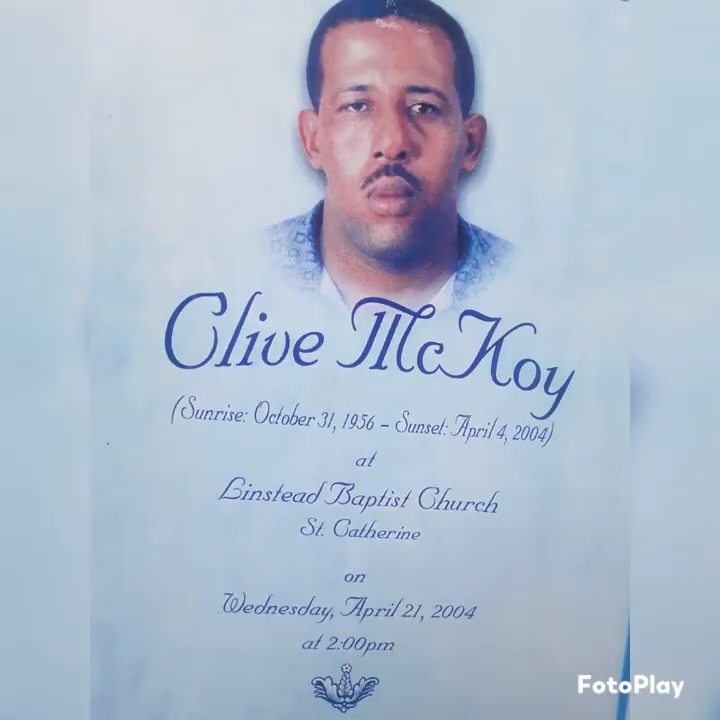 Clive McKoy
(Sunrise: October 31, 1956 – Sunset: April 4, 2004)
at
Linstead Baptist Church
St. Catherine
on
Wednesday, April 21, 2004
at 2:00pm
FotoPlay